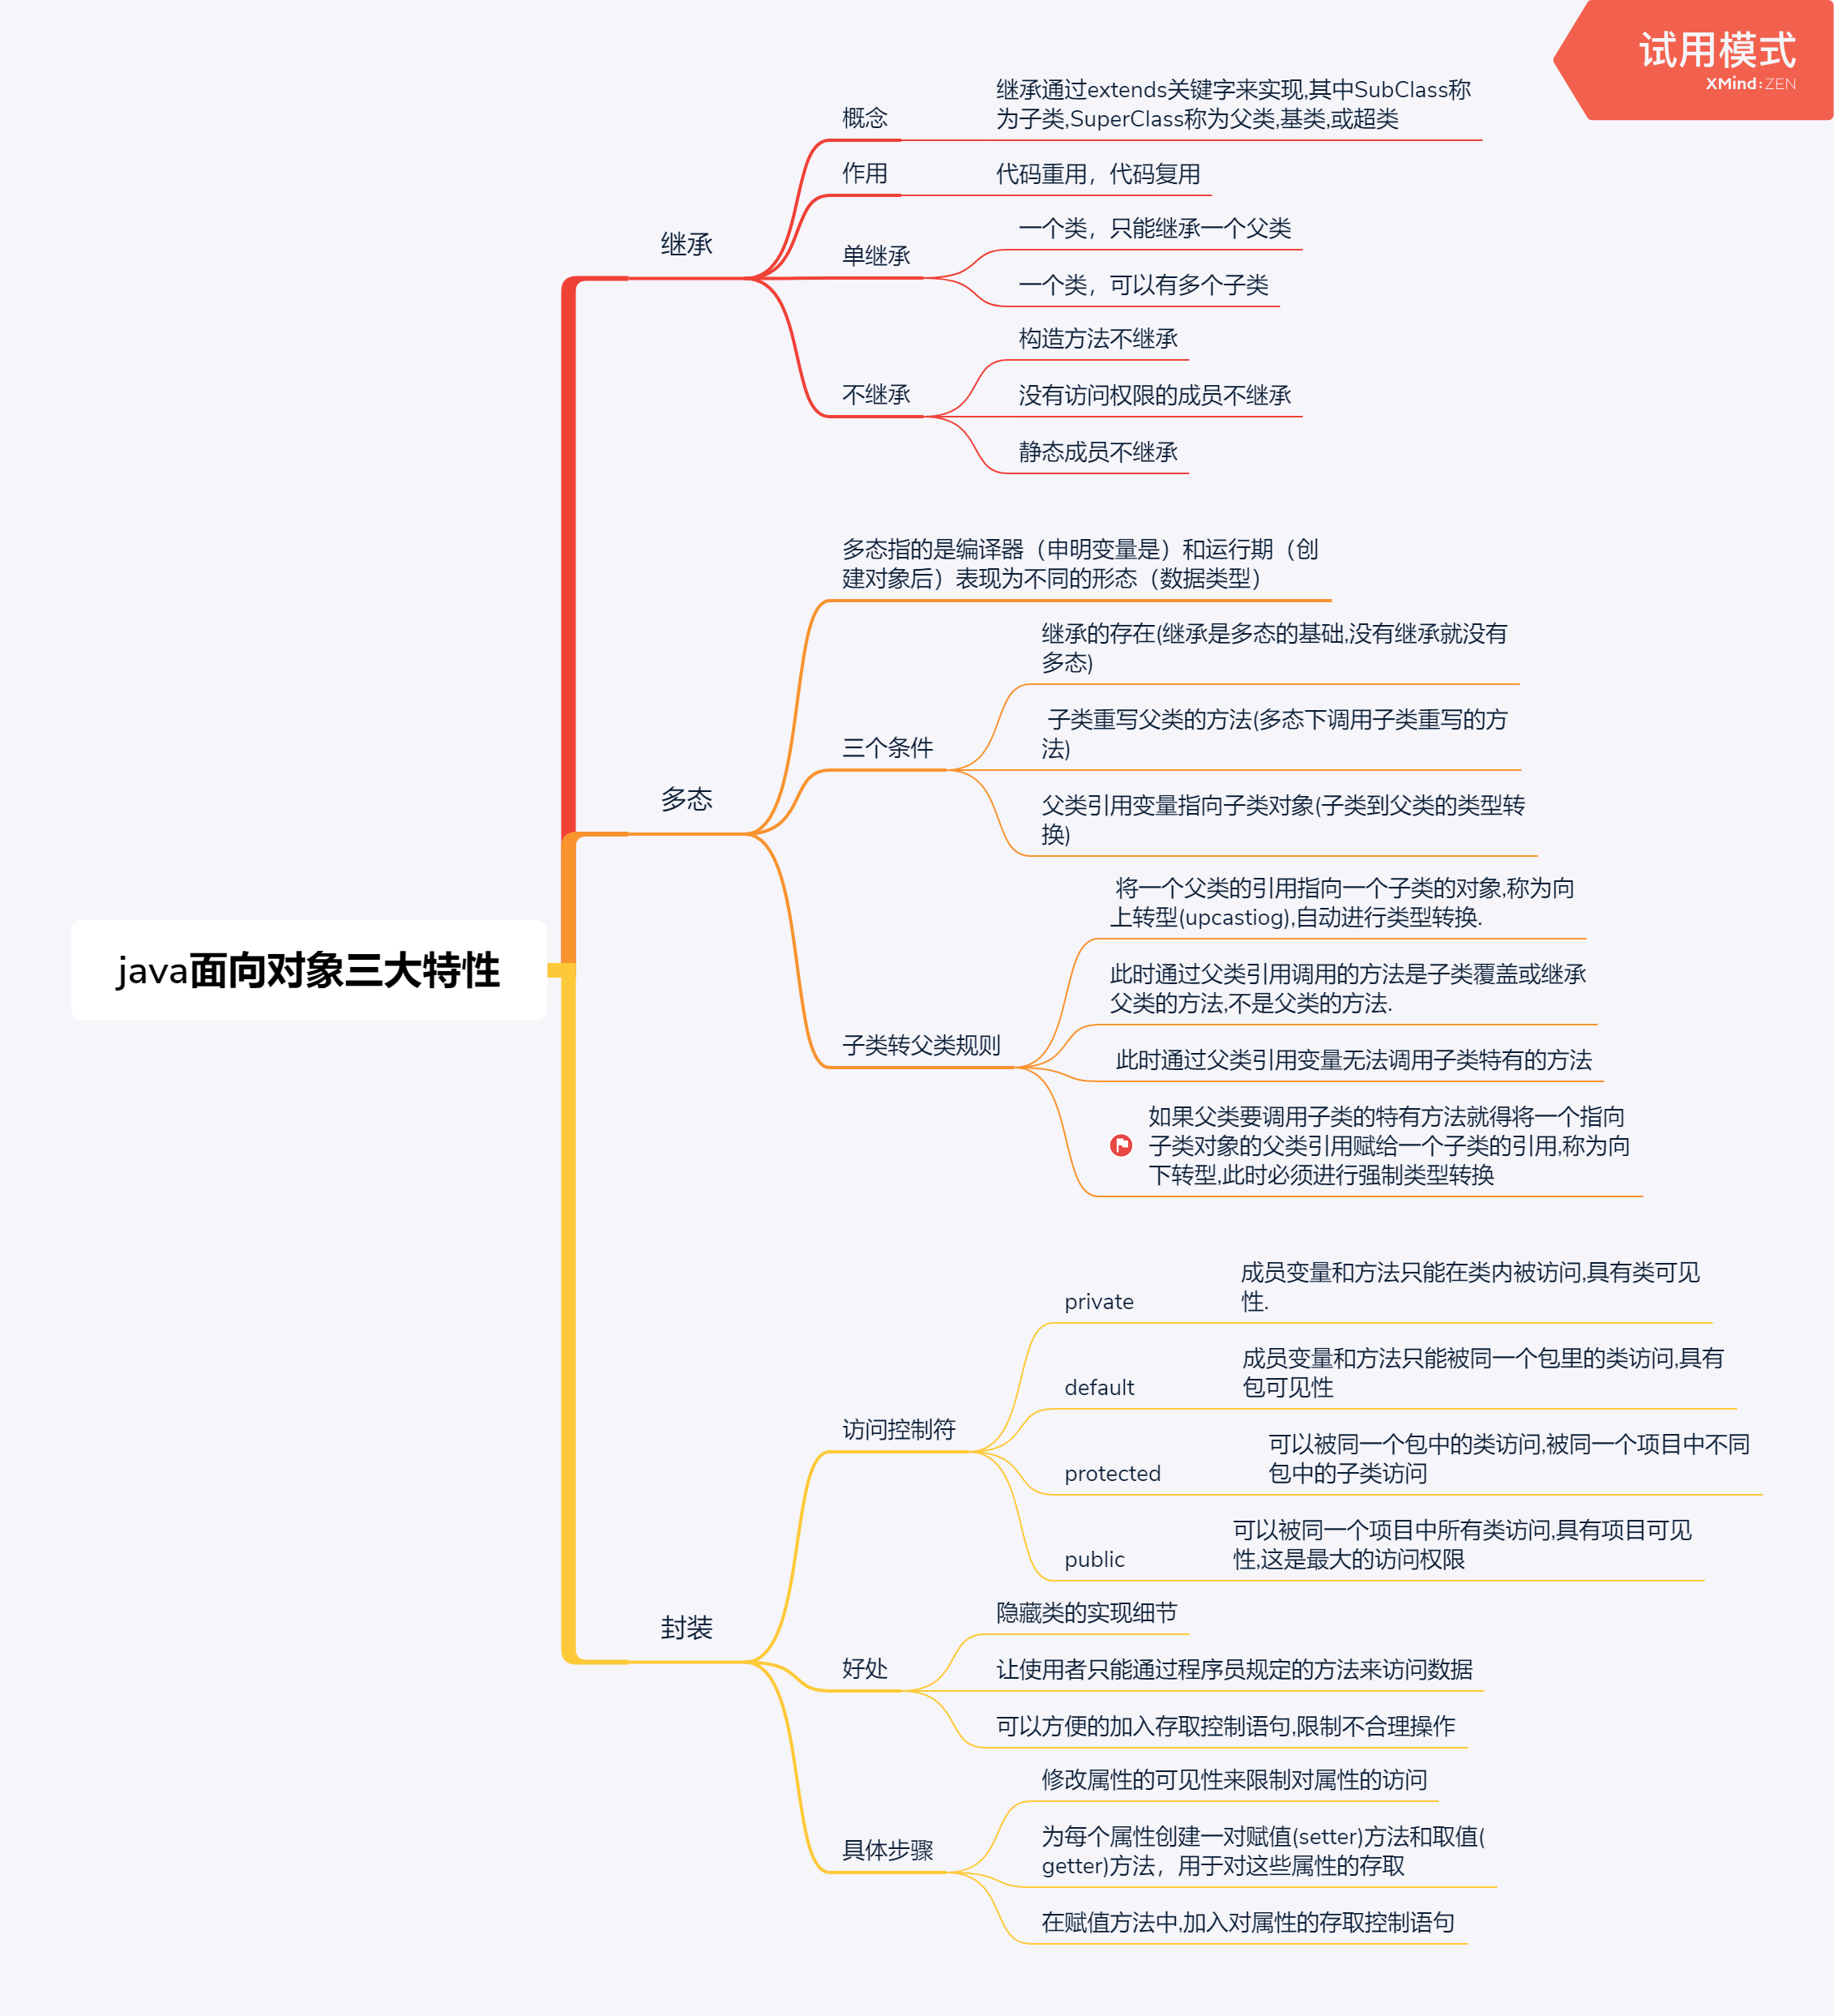 试用模式
XMind:ZEN
java面向对象三大特性
继承
概念
继承通过extends关键字来实现,其中SubClass称
为子类,SuperClass称为父类,基类,或超类
作用
代码重用，代码复用
单继承
一个类，只能继承一个父类
一个类，可以有多个子类
不继承
构造方法不继承
没有访问权限的成员不继承
静态成员不继承
多态
多态指的是编译器（申明变量是）和运行期（创
建对象后）表现为不同的形态（数据类型）
三个条件
继承的存在(继承是多态的基础,没有继承就没有
多态)
子类重写父类的方法(多态下调用子类重写的方
法)
父类引用变量指向子类对象(子类到父类的类型转
换)
子类转父类规则
将一个父类的引用指向一个子类的对象,称为向
上转型(upcastiog),自动进行类型转换.
此时通过父类引用调用的方法是子类覆盖或继承
父类的方法,不是父类的方法.
此时通过父类引用变量无法调用子类特有的方法
如果父类要调用子类的特有方法就得将一个指向
子类对象的父类引用赋给一个子类的引用,称为向
下转型,此时必须进行强制类型转换
封装
访问控制符
private
成员变量和方法只能在类内被访问,具有类可见
性.
default
成员变量和方法只能被同一个包里的类访问,具有
包可见性
protected
可以被同一个包中的类访问,被同一个项目中不同
包中的子类访问
public
可以被同一个项目中所有类访问,具有项目可见
性,这是最大的访问权限
好处
隐藏类的实现细节
让使用者只能通过程序员规定的方法来访问数据
可以方便的加入存取控制语句,限制不合理操作
具体步骤
修改属性的可见性来限制对属性的访问
为每个属性创建一对赋值(setter)方法和取值(
getter)方法，用于对这些属性的存取
在赋值方法中,加入对属性的存取控制语句